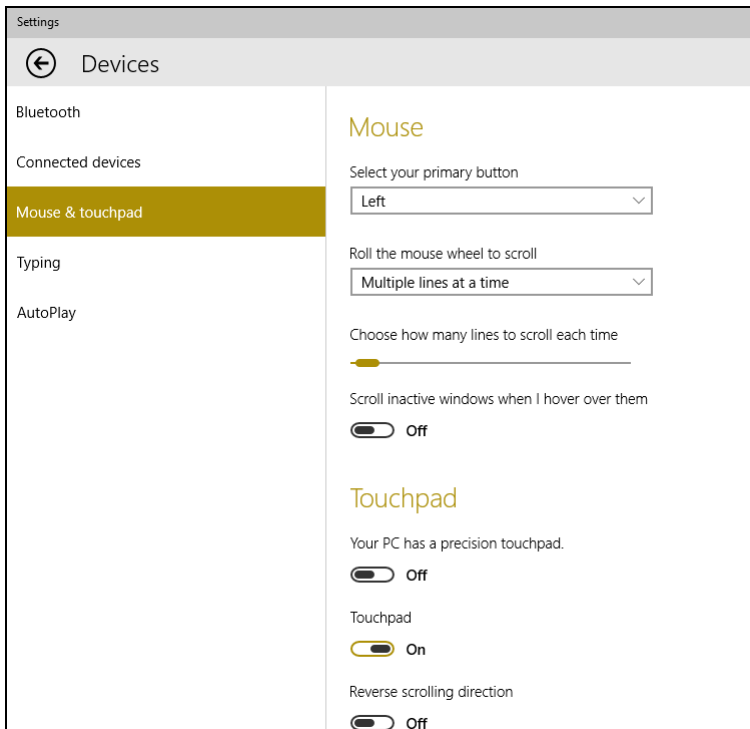 Settings
Devices
Bluetooth
Connected devices
Mouse & touchpad
Typing
AutoPlay
Mouse
Select your primary button
Left
Roll the mouse wheel to scroll
Multiple lines at a time
Choose how many lines to scroll each time
Scroll inactive windows when I hover over them
Off
Touchpad
Your PC has a precision touchpad.
Off
Touchpad
On
Reverse scrolling direction
Off